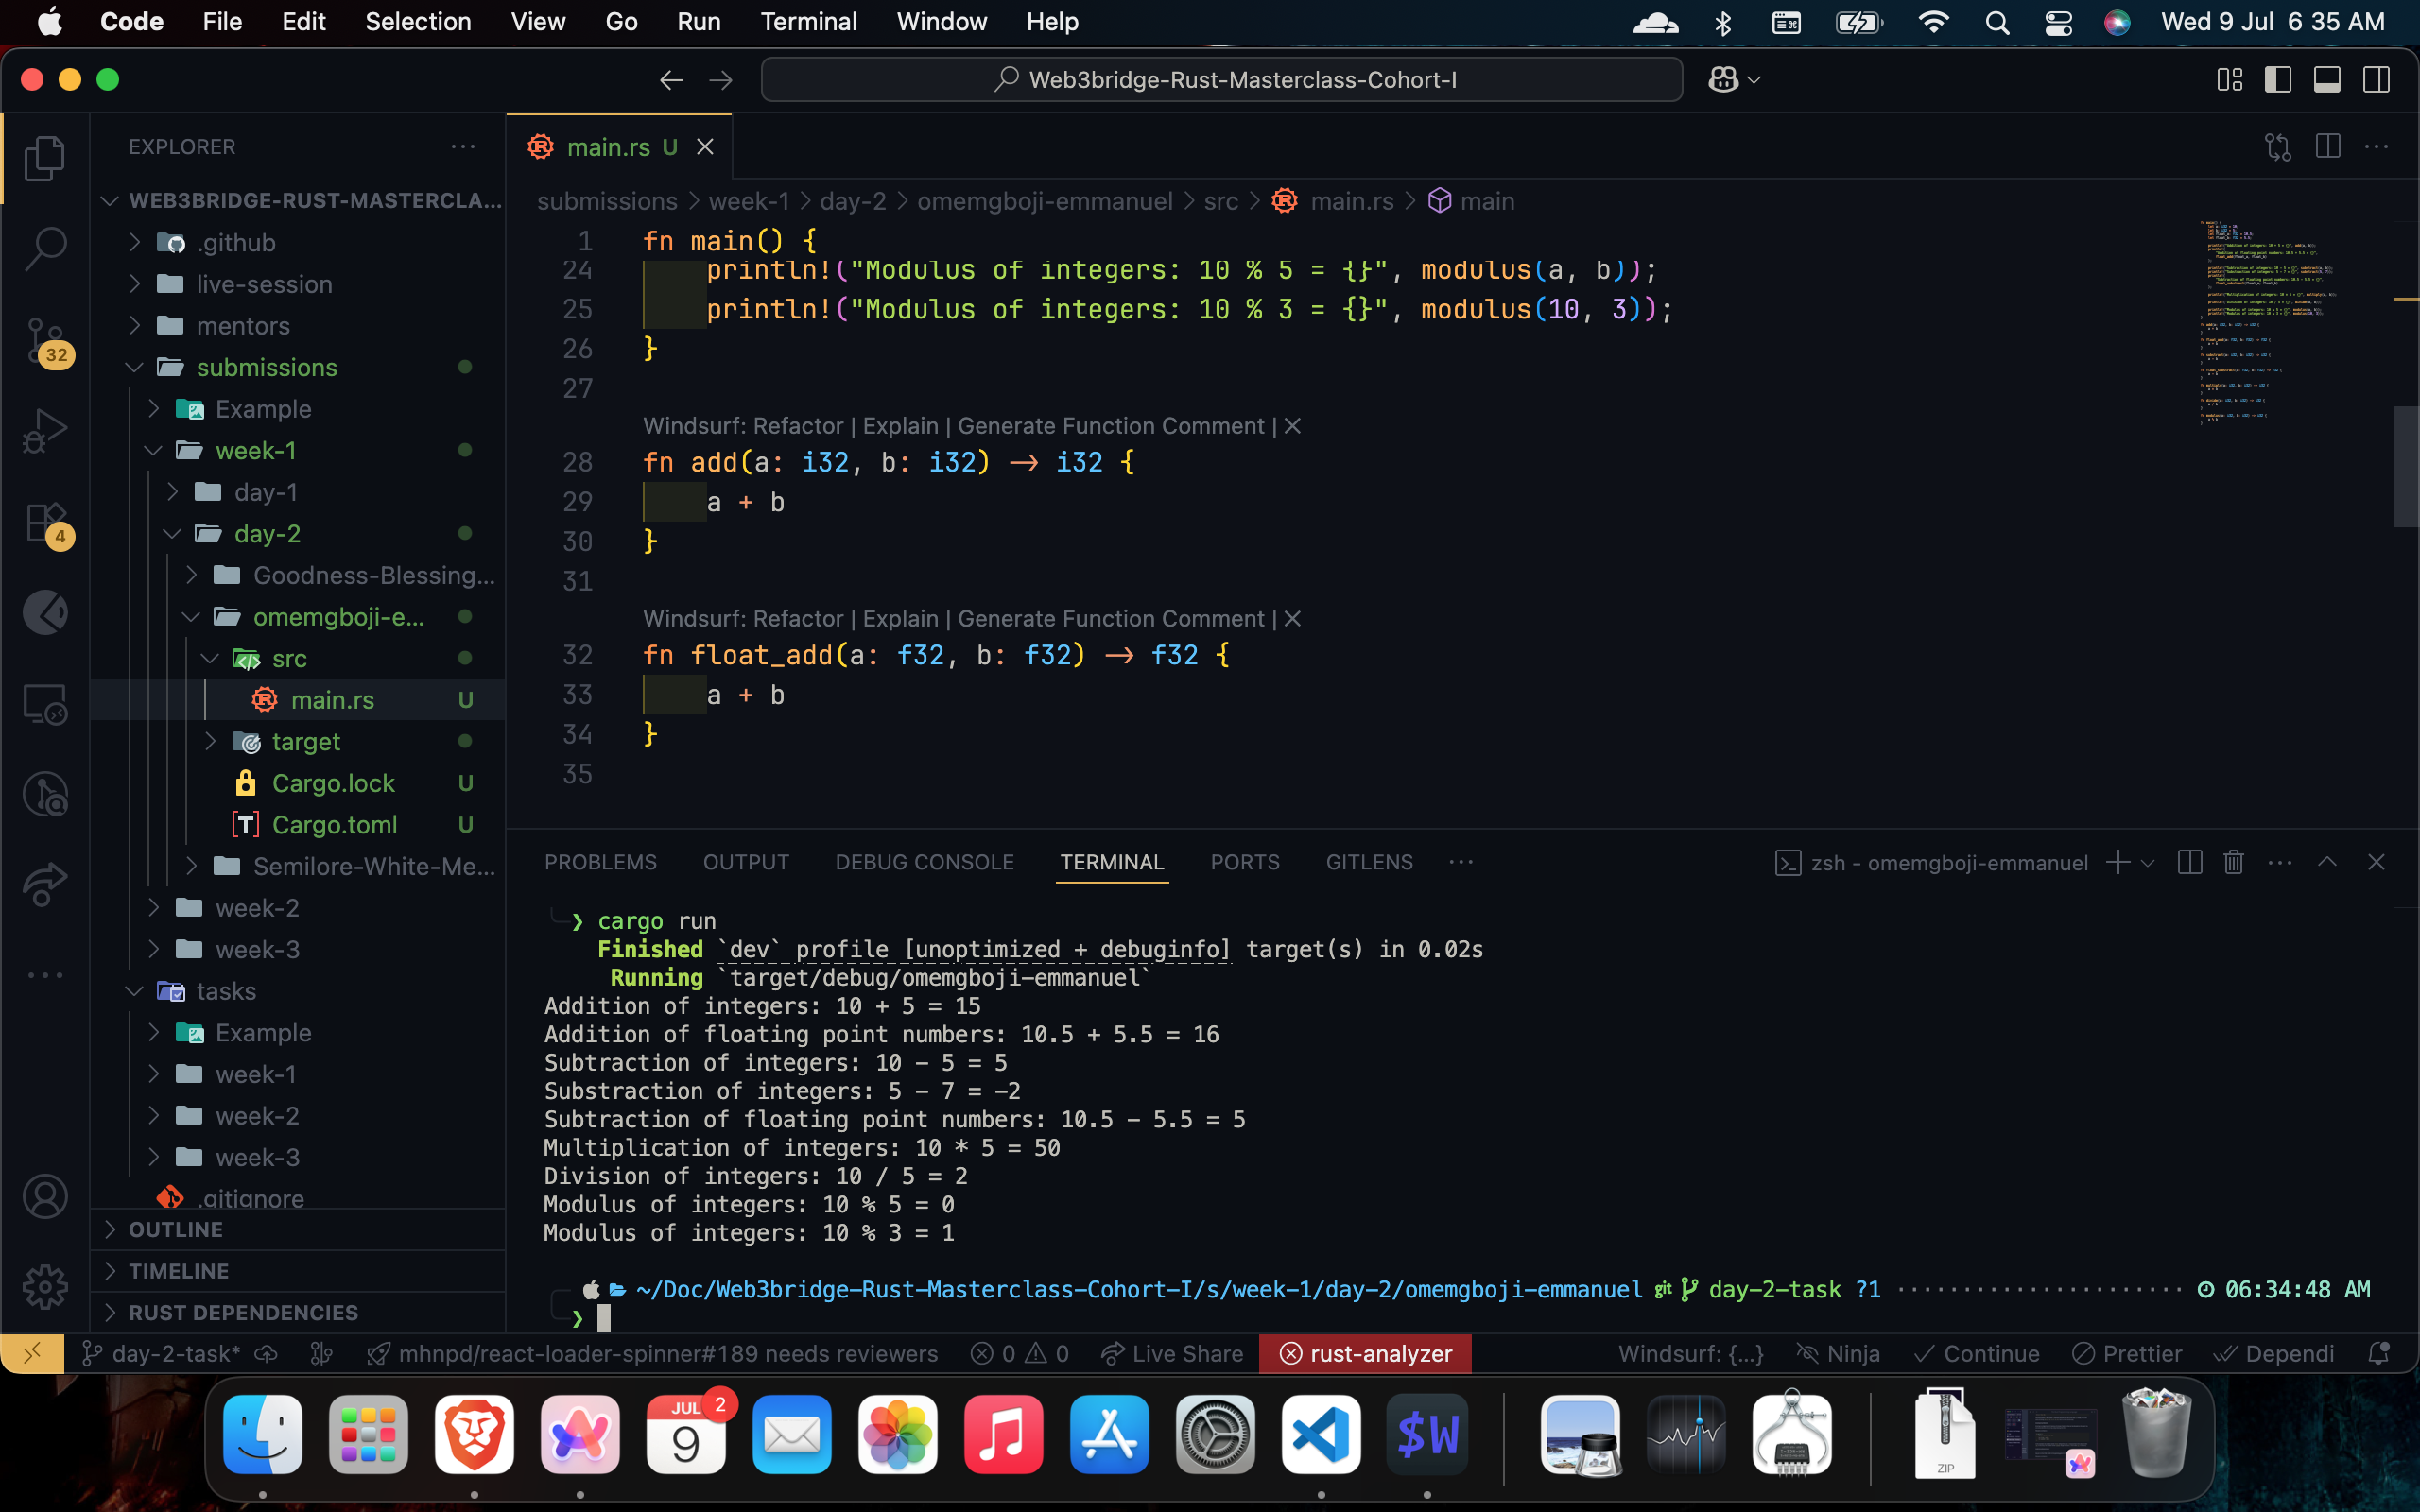 Code File Edit Selection View Go Run Terminal Window Help Wed 9 Jul 6 35 AM
Web3bridge-Rust-Masterclass-Cohort-I
EXPLORER
WEB3BRIDGE-RUST-MASTERCLA...
.github
live-session
mentors
32
submissions
Example
week-1
day-1
4
day-2
Goodness-Blessing...
omemgboji-e...
src
main.rs U
target
Cargo.lock U
Cargo.toml U
Semilore-White-Me...
week-2
week-3
tasks
Example
week-1
week-2
week-3
.gitignore
OUTLINE
TIMELINE
RUST DEPENDENCIES
main.rs U
submissions > week-1 > day-2 > omemgboji-emmanuel > src > main.rs > main
1 fn main() {
24 println!("Modulus of integers: 10 % 5 = {}", modulus(a, b));
25 println!("Modulus of integers: 10 % 3 = {}", modulus(10, 3));
26 }
27
Windsurf: Refactor | Explain | Generate Function Comment | X
28 fn add(a: i32, b: i32) -> i32 {
29 a + b
30 }
31
Windsurf: Refactor | Explain | Generate Function Comment | X
32 fn float_add(a: f32, b: f32) -> f32 {
33 a + b
34 }
35
PROBLEMS OUTPUT DEBUG CONSOLE TERMINAL PORTS GITLENS ... zsh - omemgboji-emmanuel
❯ cargo run
Finished `dev` profile [unoptimized + debuginfo] target(s) in 0.02s
Running `target/debug/omemgboji-emmanuel`
Addition of integers: 10 + 5 = 15
Addition of floating point numbers: 10.5 + 5.5 = 16
Subtraction of integers: 10 - 5 = 5
Substraction of integers: 5 - 7 = -2
Subtraction of floating point numbers: 10.5 - 5.5 = 5
Multiplication of integers: 10 * 5 = 50
Division of integers: 10 / 5 = 2
Modulus of integers: 10 % 5 = 0
Modulus of integers: 10 % 3 = 1
~/Doc/Web3bridge-Rust-Masterclass-Cohort-I/s/week-1/day-2/omemgboji-emmanuel git day-2-task ?1 06:34:48 AM
❯
day-2-task* mhnpd/react-loader-spinner#189 needs reviewers 0 0 Live Share rust-analyzer Windsurf: {...} Ninja Continue Prettier Dependi
JUL 2
9
$W
ZIP